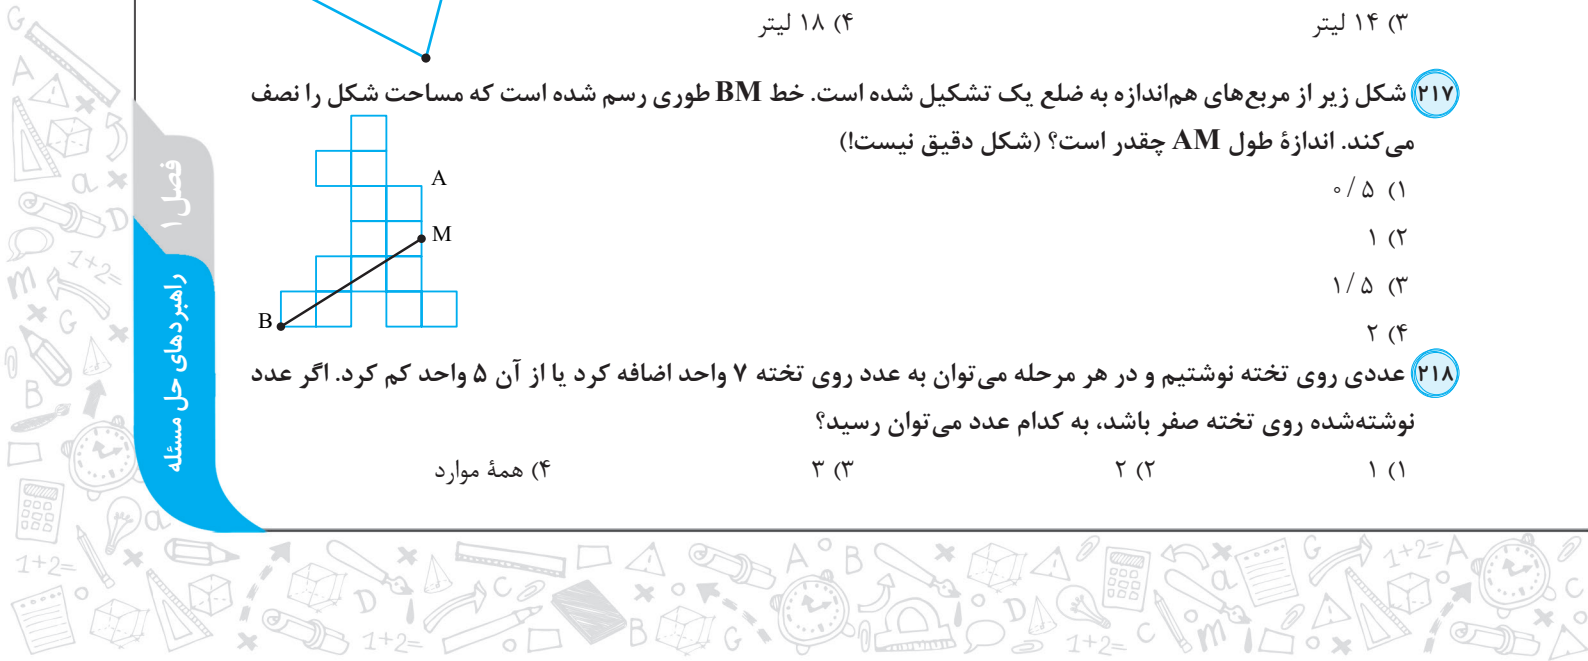 ۳) ۱۴ لیتر ۴) ۱۸ لیتر
۲۱۷ شکل زیر از مربع‌های هم‌اندازه به ضلع یک تشکیل شده است. خط BM طوری رسم شده است که مساحت شکل را نصف
می‌کند. اندازهٔ طول AM چقدر است؟ (شکل دقیق نیست!)
۱) ۰/۵
۲) ۱
۳) ۱/۵
۴) ۲
A
M
B
۲۱۸ عددی روی تخته نوشتیم و در هر مرحله می‌توان به عدد روی تخته ۷ واحد اضافه کرد یا از آن ۵ واحد کم کرد. اگر عدد
نوشته‌شده روی تخته صفر باشد، به کدام عدد می‌توان رسید؟
۱) ۱ ۲) ۲ ۳) ۳ ۴) همهٔ موارد
فصل ۱
راهبردهای حل مسئله